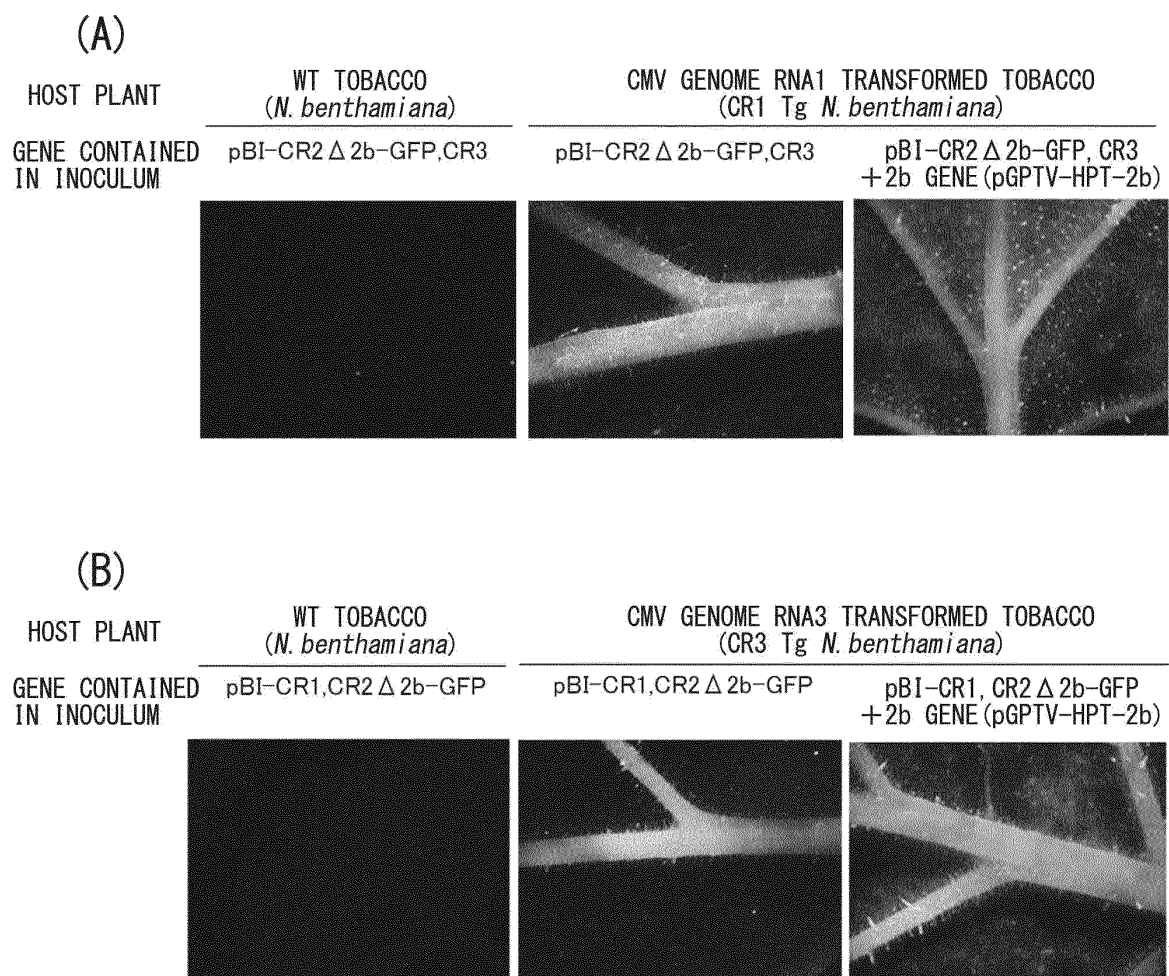 (A)
HOST PLANT
WT TOBACCO
(N. benthamiana)
CMV GENOME RNA1 TRANSFORMED TOBACCO
(CR1 Tg N. benthamiana)
GENE CONTAINED
IN INOCULUM
pBI-CR2Δ2b-GFP,CR3
pBI-CR2Δ2b-GFP,CR3
pBI-CR2Δ2b-GFP, CR3
+2b GENE(pGPTV-HPT-2b)
(B)
HOST PLANT
WT TOBACCO
(N. benthamiana)
CMV GENOME RNA3 TRANSFORMED TOBACCO
(CR3 Tg N. benthamiana)
GENE CONTAINED
IN INOCULUM
pBI-CR1,CR2Δ2b-GFP
pBI-CR1,CR2Δ2b-GFP
pBI-CR1, CR2Δ2b-GFP
+2b GENE(pGPTV-HPT-2b)